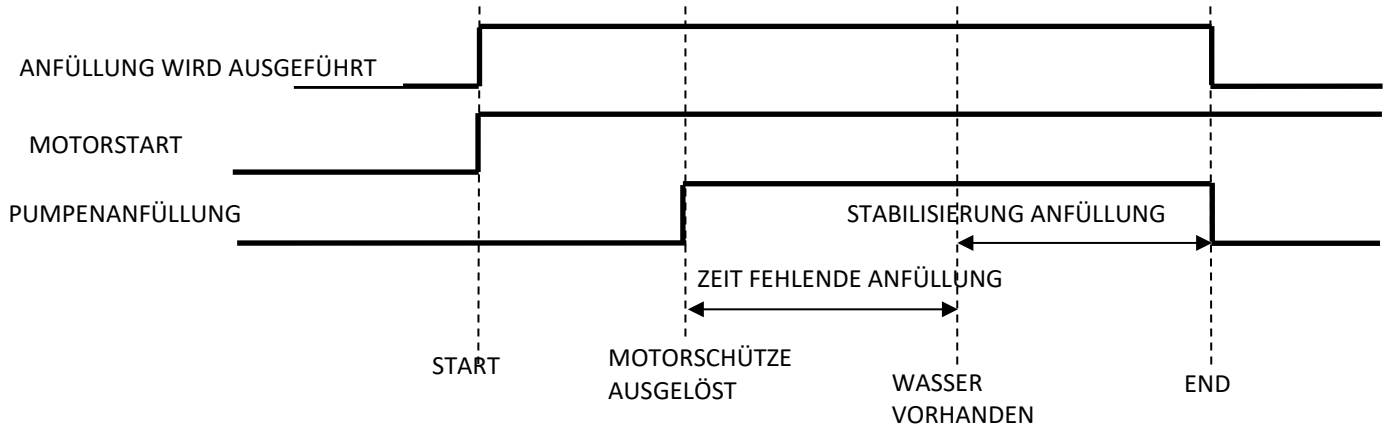 ANFÜLLUNG WIRD AUSGEFÜHRT
MOTORSTART
PUMPENANFÜLLUNG
STABILISIERUNG ANFÜLLUNG
ZEIT FEHLENDE ANFÜLLUNG
START
MOTORSCHÜTZE
AUSGELÖST
WASSER
VORHANDEN
END